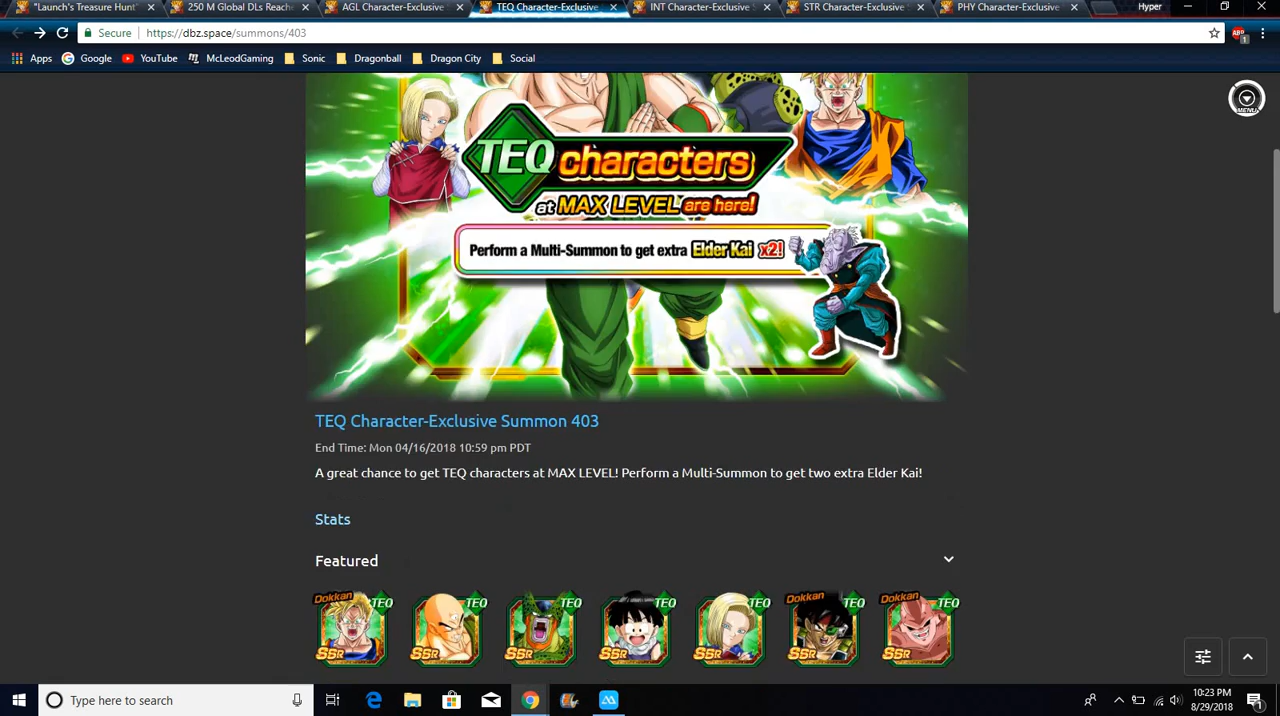 "Launch's Treasure Hunt"
250 M Global DLs Reache
AGL Character-Exclusive
TEQ Character-Exclusive
INT Character-Exclusive S
STR Character-Exclusive
PHY Character-Exclusive
Hyper
Secure
https://dbz.space/summons/403
ABP
1
Apps
Google
YouTube
McLeodGaming
Sonic
Dragonball
Dragon City
Social
MENU
TEQ characters
at MAX LEVEL are here!
Perform a Multi-Summon to get extra Elder Kai x2!
TEQ Character-Exclusive Summon 403
End Time: Mon 04/16/2018 10:59 pm PDT
A great chance to get TEQ characters at MAX LEVEL! Perform a Multi-Summon to get two extra Elder Kai!
Stats
Featured
Dokkan TEQ TEQ TEQ TEQ TEQ Dokkan TEQ Dokkan TEQ
SSR SSR SSR SSR SSR SSR SSR
Type here to search
10:23 PM
8/29/2018